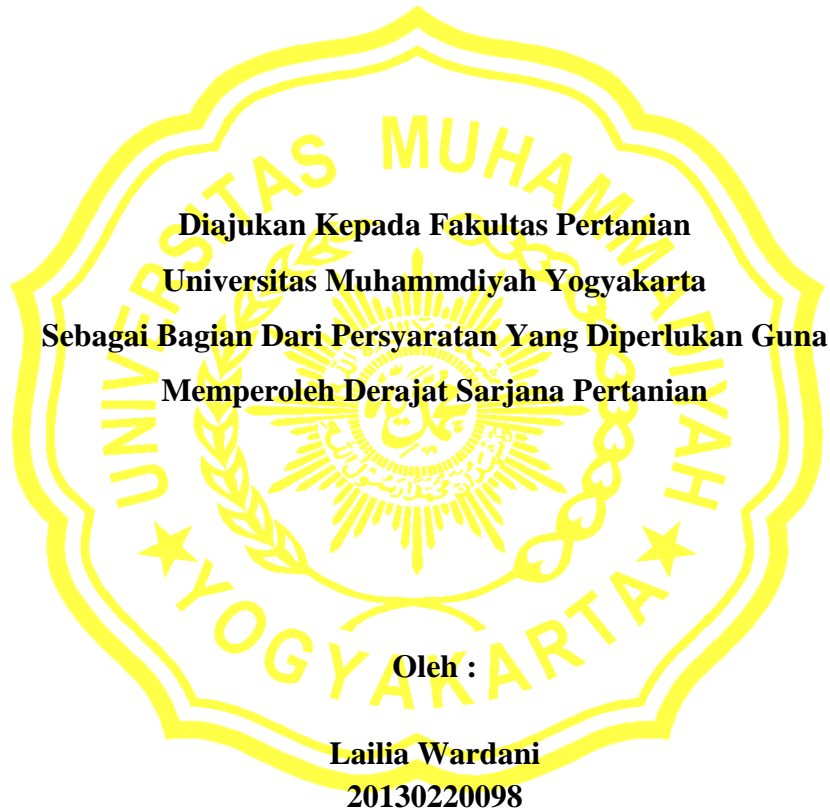 UNIVERSITAS MUHAMMADIYAH
Diajukan Kepada Fakultas Pertanian
Universitas Muhammdiyah Yogyakarta
Sebagai Bagian Dari Persyaratan Yang Diperlukan Guna
Memperoleh Derajat Sarjana Pertanian
YOGYAKARTA
Oleh :
Lailia Wardani
20130220098